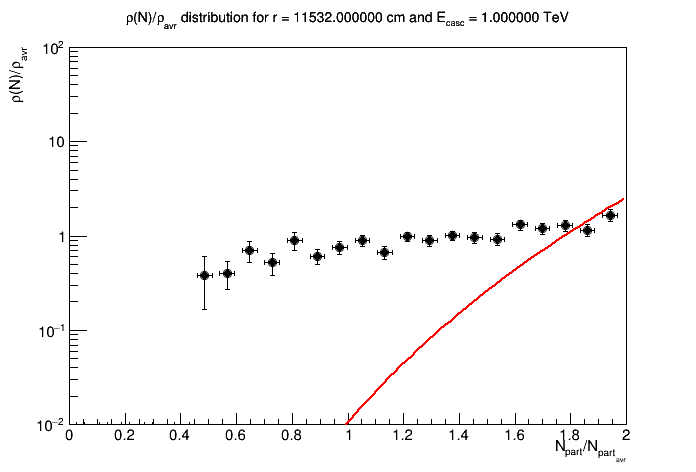 ρ(N)/ρavr distribution for r = 11532.000000 cm and Ecasc = 1.000000 TeV
ρ(N)/ρavr
10²
10
1
10⁻¹
10⁻²
0 0.2 0.4 0.6 0.8 1 1.2 1.4 1.6 1.8 2
Npart/Npartavr